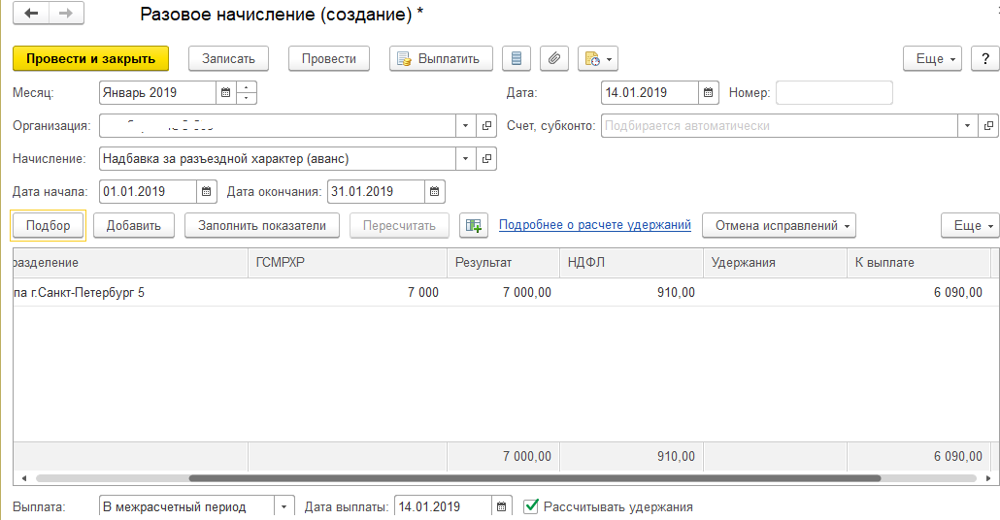 Разовое начисление (создание) *
Провести и закрыть Записать Провести Выплатить Еще ?
Месяц: Январь 2019 Дата: 14.01.2019 Номер:
Организация: Счет, субконто: Подбирается автоматически
Начисление: Надбавка за разъездной характер (аванс)
Дата начала: 01.01.2019 Дата окончания: 31.01.2019
Подбор Добавить Заполнить показатели Пересчитать Подробнее о расчете удержаний Отмена исправлений Еще
разделение ГСМРХР Результат НДФЛ Удержания К выплате
па г.Санкт-Петербург 5 7 000 7 000,00 910,00 6 090,00
7 000,00 910,00 6 090,00
Выплата: В межрасчетный период Дата выплаты: 14.01.2019 Рассчитывать удержания